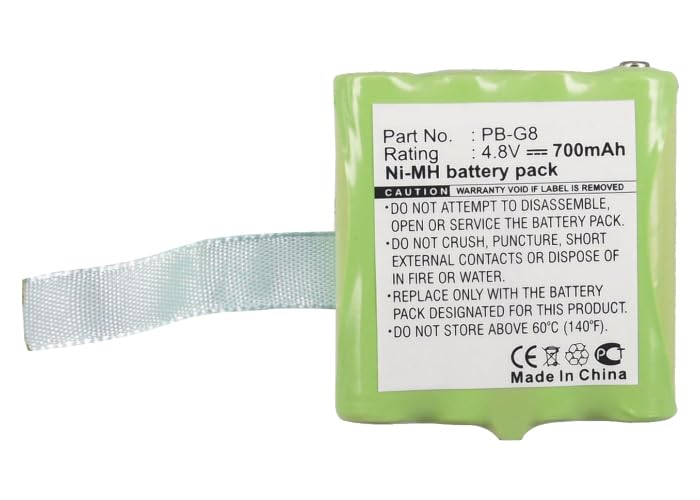 Part No. : PB-G8
Rating : 4.8V ⎓ 700mAh
Ni-MH battery pack
CAUTION WARRANTY VOID IF LABEL IS REMOVED
•DO NOT ATTEMPT TO DISASSEMBLE,
OPEN OR SERVICE THE BATTERY PACK.
•DO NOT CRUSH, PUNCTURE, SHORT
EXTERNAL CONTACTS OR DISPOSE OF
IN FIRE OR WATER.
•REPLACE ONLY WITH THE BATTERY
PACK DESIGNATED FOR THIS PRODUCT.
•DO NOT STORE ABOVE 60°C (140°F).
CE PCT
Made In China